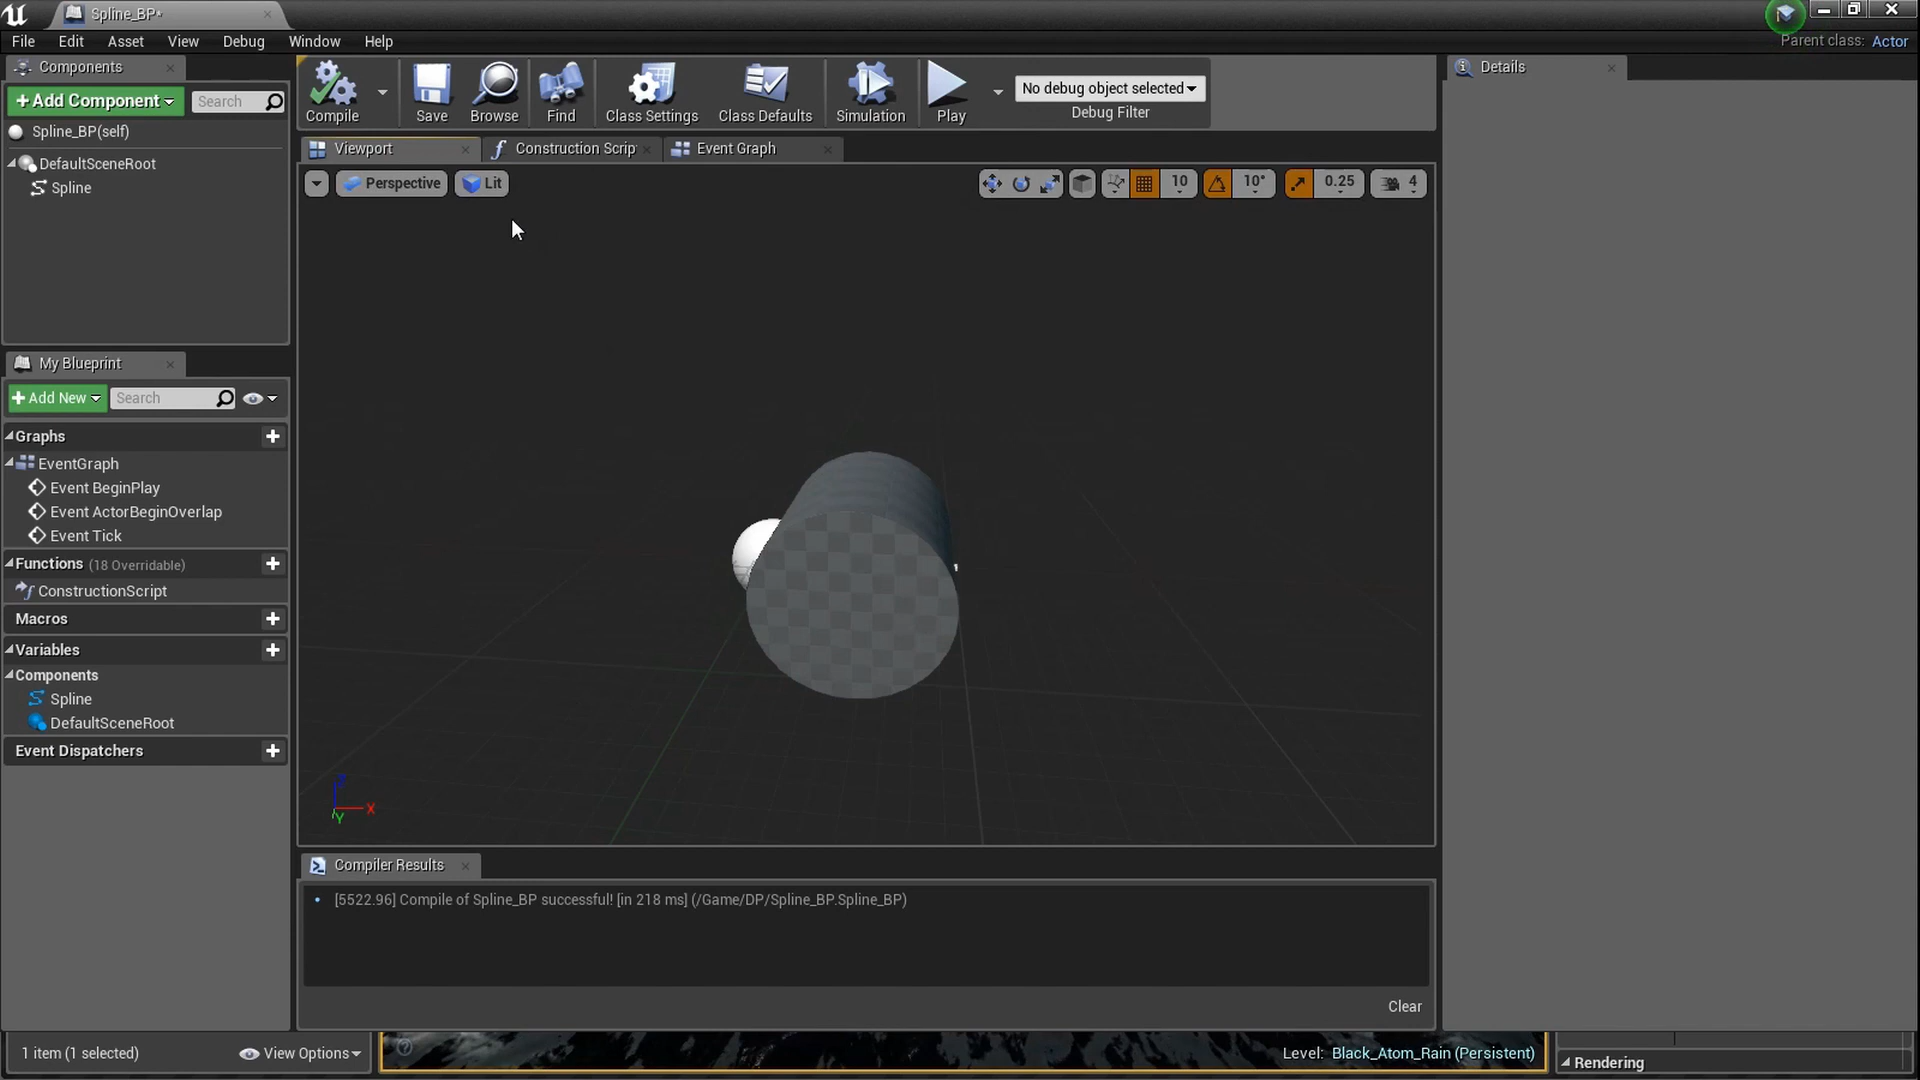 Spline_BP*
File Edit Asset View Debug Window Help
Parent class: Actor
Components
+Add Component Search
Spline_BP(self)
DefaultSceneRoot
Spline
My Blueprint
+Add New Search
Graphs
EventGraph
Event BeginPlay
Event ActorBeginOverlap
Event Tick
Functions (18 Overridable)
ConstructionScript
Macros
Variables
Components
Spline
DefaultSceneRoot
Event Dispatchers
1 item (1 selected) View Options
Compile Save Browse Find Class Settings Class Defaults Simulation Play
No debug object selected
Debug Filter
Viewport Construction Scrip Event Graph
Perspective Lit 10 10° 0.25 4
Z
X
Y
Compiler Results
[5522.96] Compile of Spline_BP successful! [in 218 ms] (/Game/DP/Spline_BP.Spline_BP)
Clear
Level: Black_Atom_Rain (Persistent)
Details
Rendering